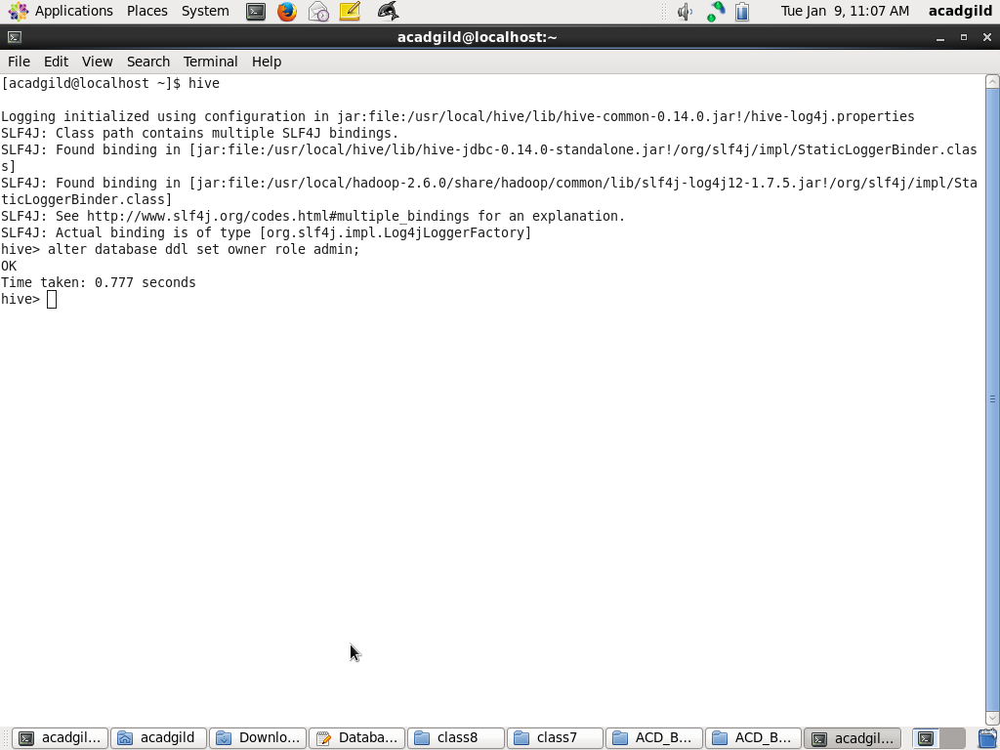 Applications Places System Tue Jan 9, 11:07 AM acadgild
acadgild@localhost:~
File Edit View Search Terminal Help
[acadgild@localhost ~]$ hive
Logging initialized using configuration in jar:file:/usr/local/hive/lib/hive-common-0.14.0.jar!/hive-log4j.properties
SLF4J: Class path contains multiple SLF4J bindings.
SLF4J: Found binding in [jar:file:/usr/local/hive/lib/hive-jdbc-0.14.0-standalone.jar!/org/slf4j/impl/StaticLoggerBinder.clas
s]
SLF4J: Found binding in [jar:file:/usr/local/hadoop-2.6.0/share/hadoop/common/lib/slf4j-log4j12-1.7.5.jar!/org/slf4j/impl/Sta
ticLoggerBinder.class]
SLF4J: See http://www.slf4j.org/codes.html#multiple_bindings for an explanation.
SLF4J: Actual binding is of type [org.slf4j.impl.Log4jLoggerFactory]
hive> alter database ddl set owner role admin;
OK
Time taken: 0.777 seconds
hive>
acadgil... acadgild Downlo... Databa... class8 class7 ACD_B... ACD_B... acadgil...